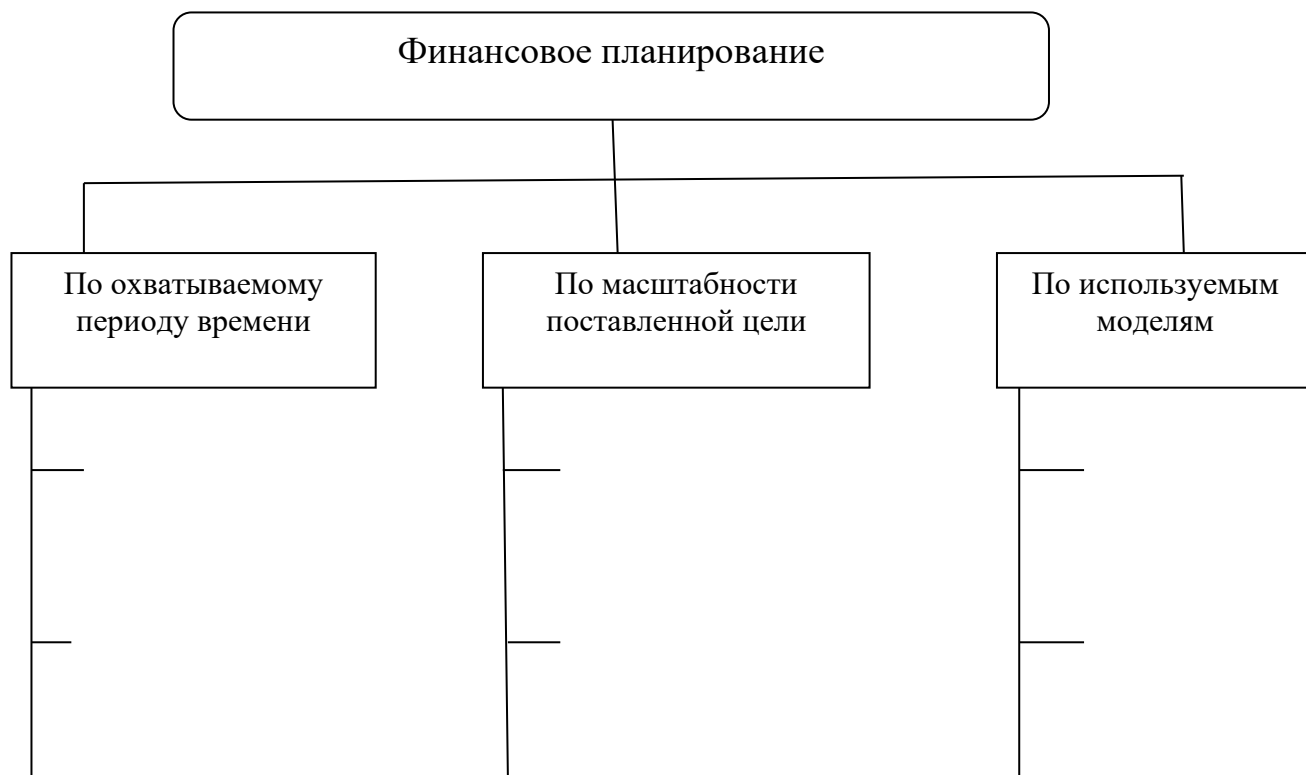 Финансовое планирование
По охватываемому
периоду времени
По масштабности
поставленной цели
По используемым
моделям